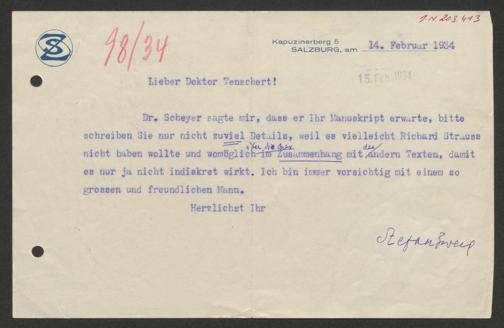 I.N. 203.413
SZ
98/34
Kapuzinerberg 5
SALZBURG, am 14. Februar 1934
15. Feb. 1934
Lieber Doktor Tenschert!
Dr. Scheyer sagte mir, dass er Ihr Manuskript erwarte, bitte
schreiben Sie nur nicht zuviel Details, weil es vielleicht Richard Strauss
nicht haben wollte und womöglich im Zusammenhang mit andern Texten, damit
es nur ja nicht indiskret wirkt. Ich bin immer vorsichtig mit einem so
grossen und freundlichen Mann.
Herzlichst Ihr
Stefan Zweig